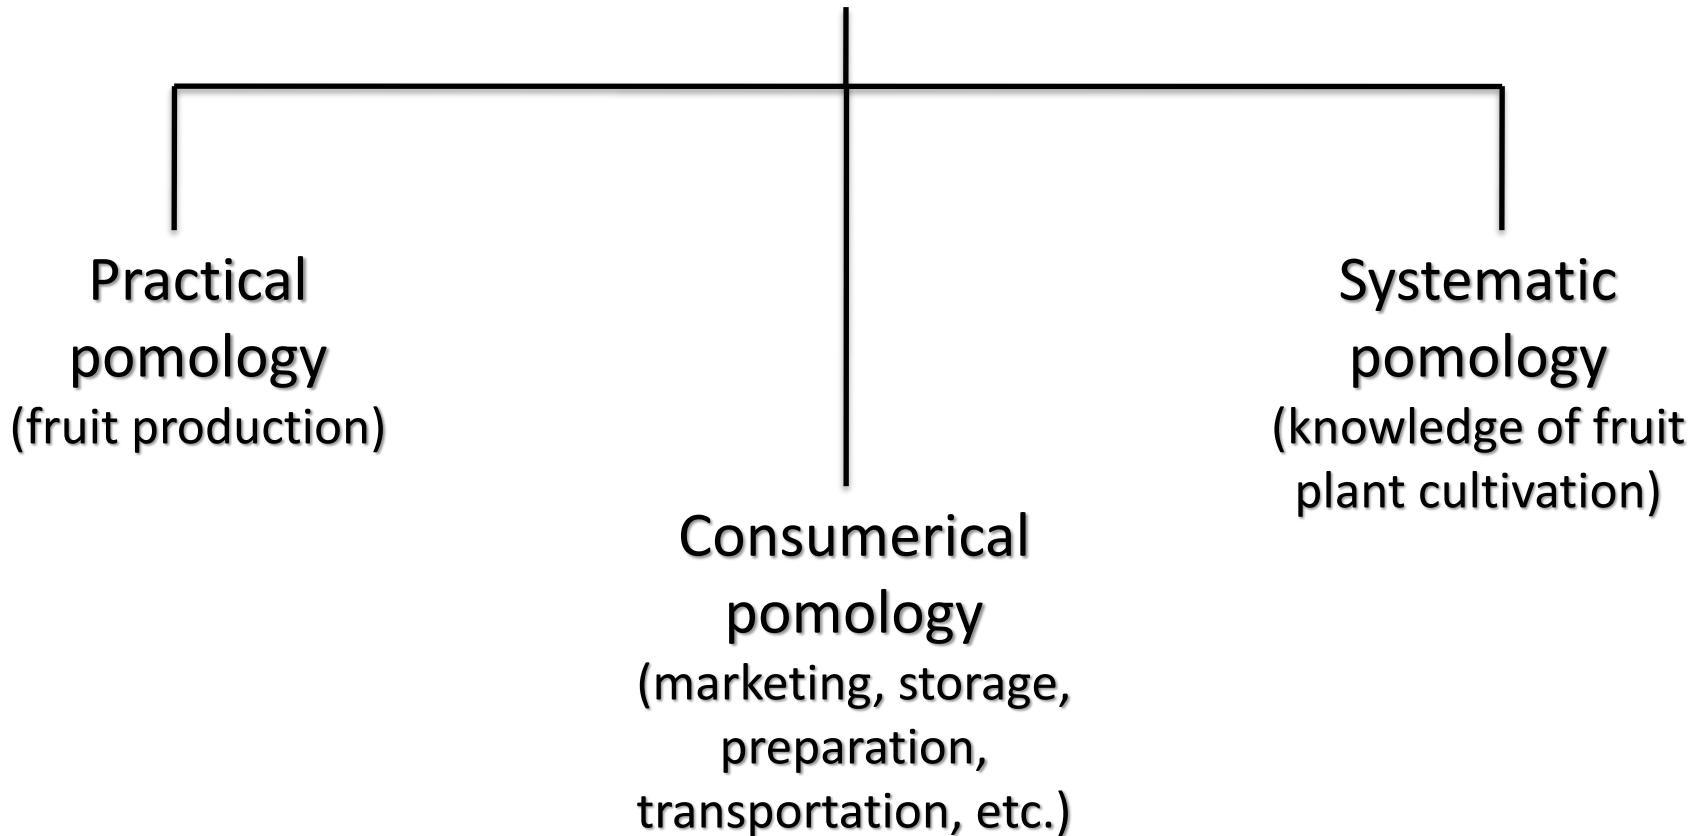 Practical
pomology
(fruit production)
Consumerical
pomology
(marketing, storage,
preparation,
transportation, etc.)
Systematic
pomology
(knowledge of fruit
plant cultivation)